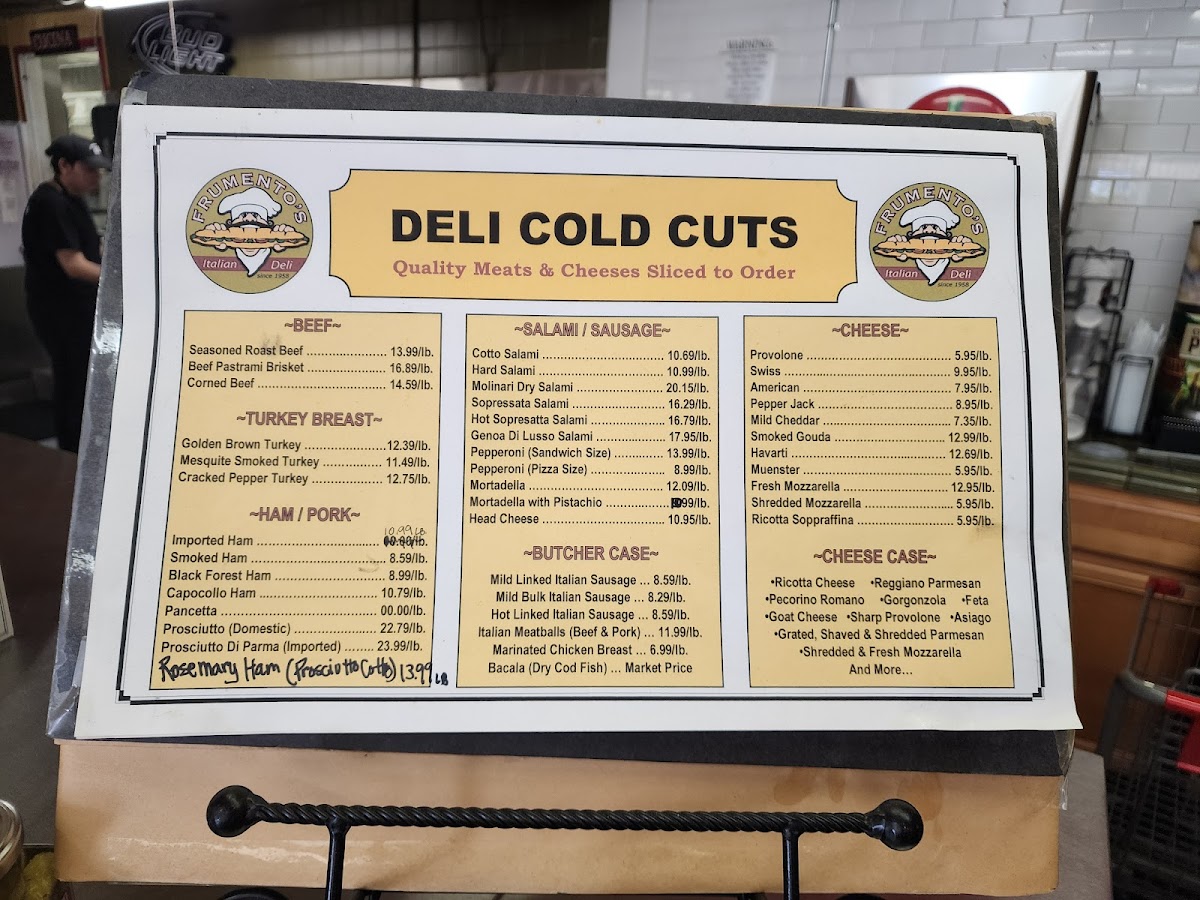 CUCINA
BUD
LIGHT
WARNING
FRUMENTO'S
Italian Deli
since 1958
DELI COLD CUTS
Quality Meats & Cheeses Sliced to Order
FRUMENTO'S
Italian Deli
since 1958
~BEEF~
Seasoned Roast Beef ........................ 13.99/lb.
Beef Pastrami Brisket ........................ 16.89/lb.
Corned Beef ....................................... 14.59/lb.
~TURKEY BREAST~
Golden Brown Turkey ........................ 12.39/lb.
Mesquite Smoked Turkey .................. 11.49/lb.
Cracked Pepper Turkey ..................... 12.75/lb.
~HAM / PORK~
10.99 LB
Imported Ham ..................................... 00.00/lb.
Smoked Ham ......................................... 8.59/lb.
Black Forest Ham ................................. 8.99/lb.
Capocollo Ham ................................... 10.79/lb.
Pancetta .............................................. 00.00/lb.
Prosciutto (Domestic) ......................... 22.79/lb.
Prosciutto Di Parma (Imported) ........ 23.99/lb.
Rosemary Ham (Prosciutto Cotto) 13.99 LB
~SALAMI / SAUSAGE~
Cotto Salami ..................................... 10.69/lb.
Hard Salami ...................................... 10.99/lb.
Molinari Dry Salami .......................... 20.15/lb.
Sopressata Salami ........................... 16.29/lb.
Hot Sopresatta Salami ..................... 16.79/lb.
Genoa Di Lusso Salami ................... 17.95/lb.
Pepperoni (Sandwich Size) .............. 13.99/lb.
Pepperoni (Pizza Size) ....................... 8.99/lb.
Mortadella ......................................... 12.09/lb.
Mortadella with Pistachio ................... .99/lb.
Head Cheese .................................... 10.95/lb.
~BUTCHER CASE~
Mild Linked Italian Sausage ... 8.59/lb.
Mild Bulk Italian Sausage ... 8.29/lb.
Hot Linked Italian Sausage ... 8.59/lb.
Italian Meatballs (Beef & Pork) ... 11.99/lb.
Marinated Chicken Breast ... 6.99/lb.
Bacala (Dry Cod Fish) ... Market Price
~CHEESE~
Provolone ............................................ 5.95/lb.
Swiss ................................................... 9.95/lb.
American .............................................. 7.95/lb.
Pepper Jack ......................................... 8.95/lb.
Mild Cheddar ........................................ 7.35/lb.
Smoked Gouda ................................... 12.99/lb.
Havarti ................................................ 12.69/lb.
Muenster .............................................. 5.95/lb.
Fresh Mozzarella ................................ 12.95/lb.
Shredded Mozzarella ........................... 5.95/lb.
Ricotta Soppraffina .............................. 5.95/lb.
~CHEESE CASE~
•Ricotta Cheese •Reggiano Parmesan
•Pecorino Romano •Gorgonzola •Feta
•Goat Cheese •Sharp Provolone •Asiago
•Grated, Shaved & Shredded Parmesan
•Shredded & Fresh Mozzarella
And More...